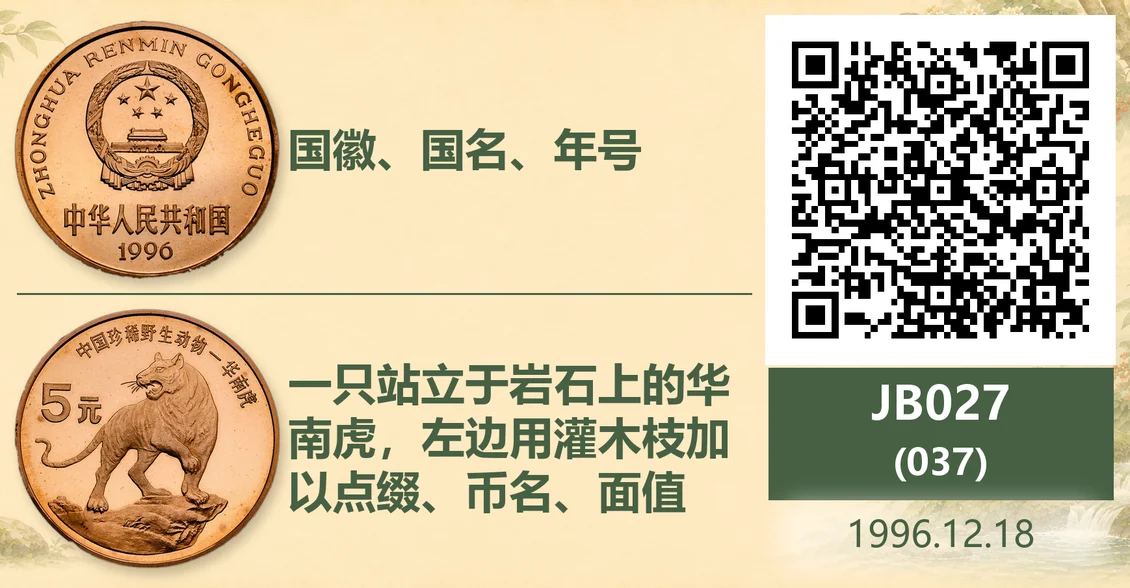 ZHONGHUA RENMIN GONGHEGUO
中华人民共和国
1996
国徽、国名、年号
中国珍稀野生动物—华南虎
5元
一只站立于岩石上的华
南虎，左边用灌木枝加
以点缀、币名、面值
JB027
(037)
1996.12.18